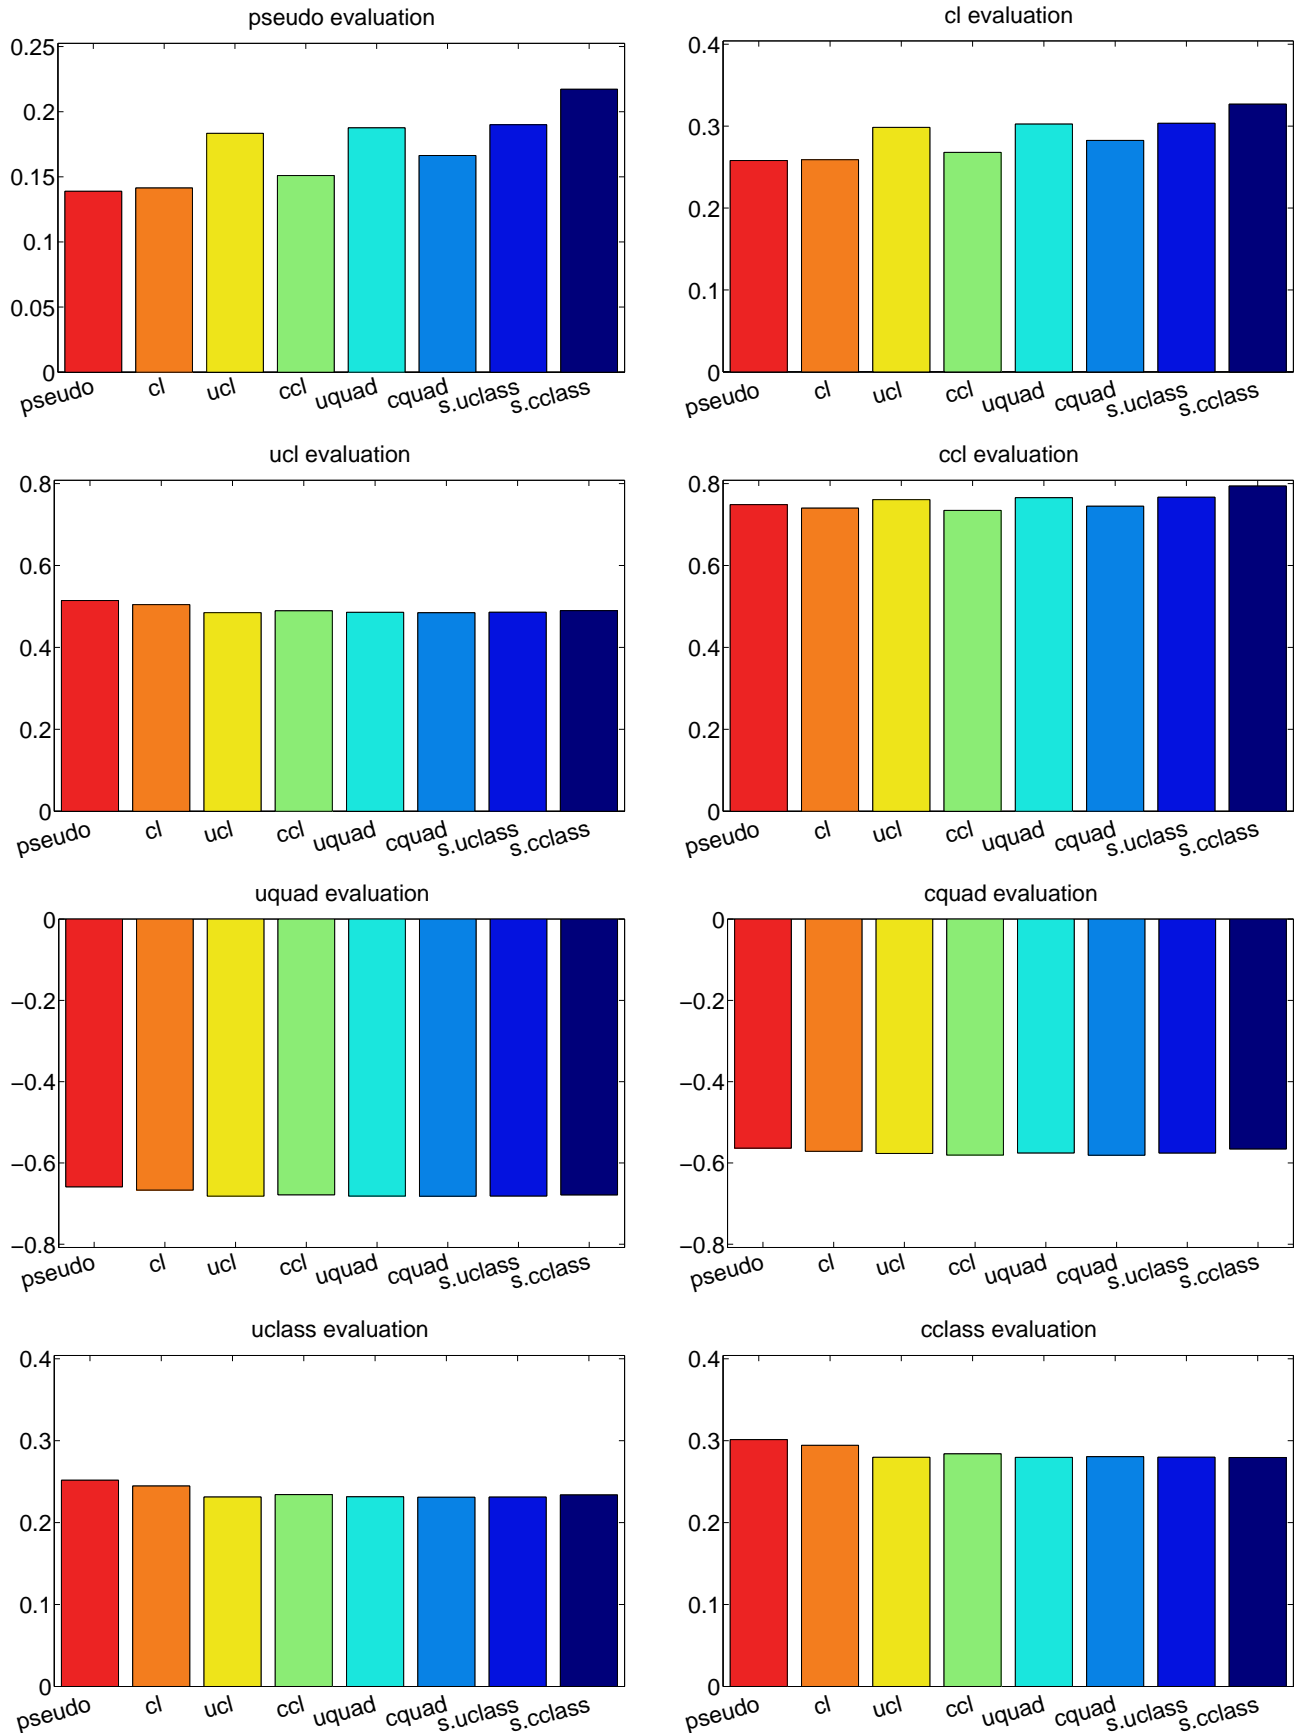 pseudo evaluation
0.25
0.2
0.15
0.1
0.05
0
pseudo cl ucl ccl uquad cquad s.uclass s.cclass
cl evaluation
0.4
0.3
0.2
0.1
0
pseudo cl ucl ccl uquad cquad s.uclass s.cclass
ucl evaluation
0.8
0.6
0.4
0.2
0
pseudo cl ucl ccl uquad cquad s.uclass s.cclass
ccl evaluation
0.8
0.6
0.4
0.2
0
pseudo cl ucl ccl uquad cquad s.uclass s.cclass
uquad evaluation
0
−0.2
−0.4
−0.6
−0.8
pseudo cl ucl ccl uquad cquad s.uclass s.cclass
cquad evaluation
0
−0.2
−0.4
−0.6
−0.8
pseudo cl ucl ccl uquad cquad s.uclass s.cclass
uclass evaluation
0.4
0.3
0.2
0.1
0
pseudo cl ucl ccl uquad cquad s.uclass s.cclass
cclass evaluation
0.4
0.3
0.2
0.1
0
pseudo cl ucl ccl uquad cquad s.uclass s.cclass